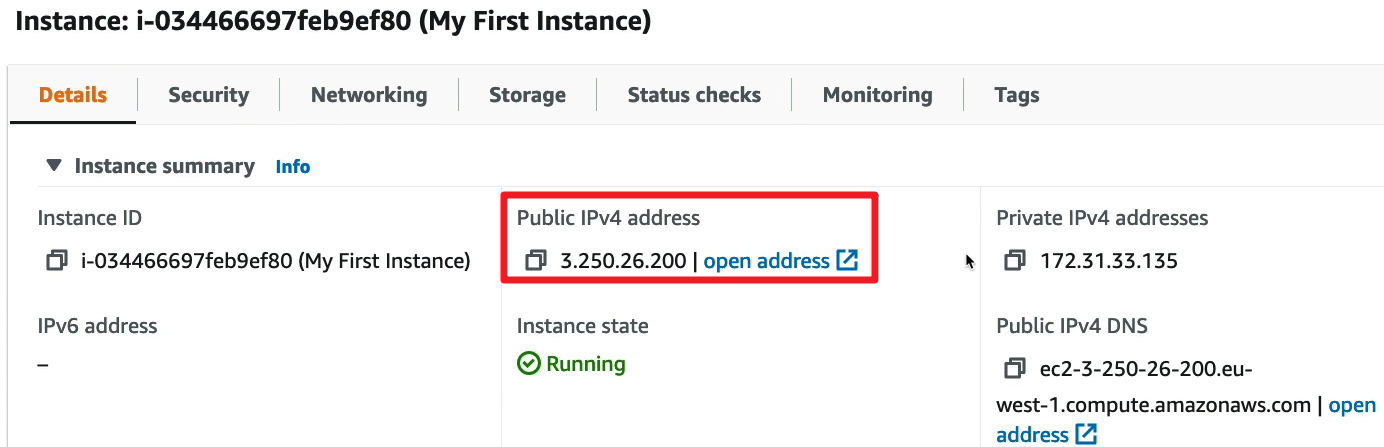 Instance: i-034466697feb9ef80 (My First Instance)
Details Security Networking Storage Status checks Monitoring Tags
Instance summary Info
Instance ID
i-034466697feb9ef80 (My First Instance)
Public IPv4 address
3.250.26.200 | open address
Private IPv4 addresses
172.31.33.135
IPv6 address
–
Instance state
Running
Public IPv4 DNS
ec2-3-250-26-200.eu-
west-1.compute.amazonaws.com | open
address